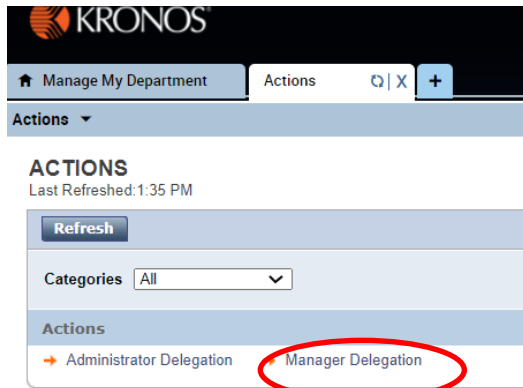 KRONOS
Manage My Department
Actions X +
Actions
ACTIONS
Last Refreshed:1:35 PM
Refresh
Categories All
Actions
Administrator Delegation Manager Delegation